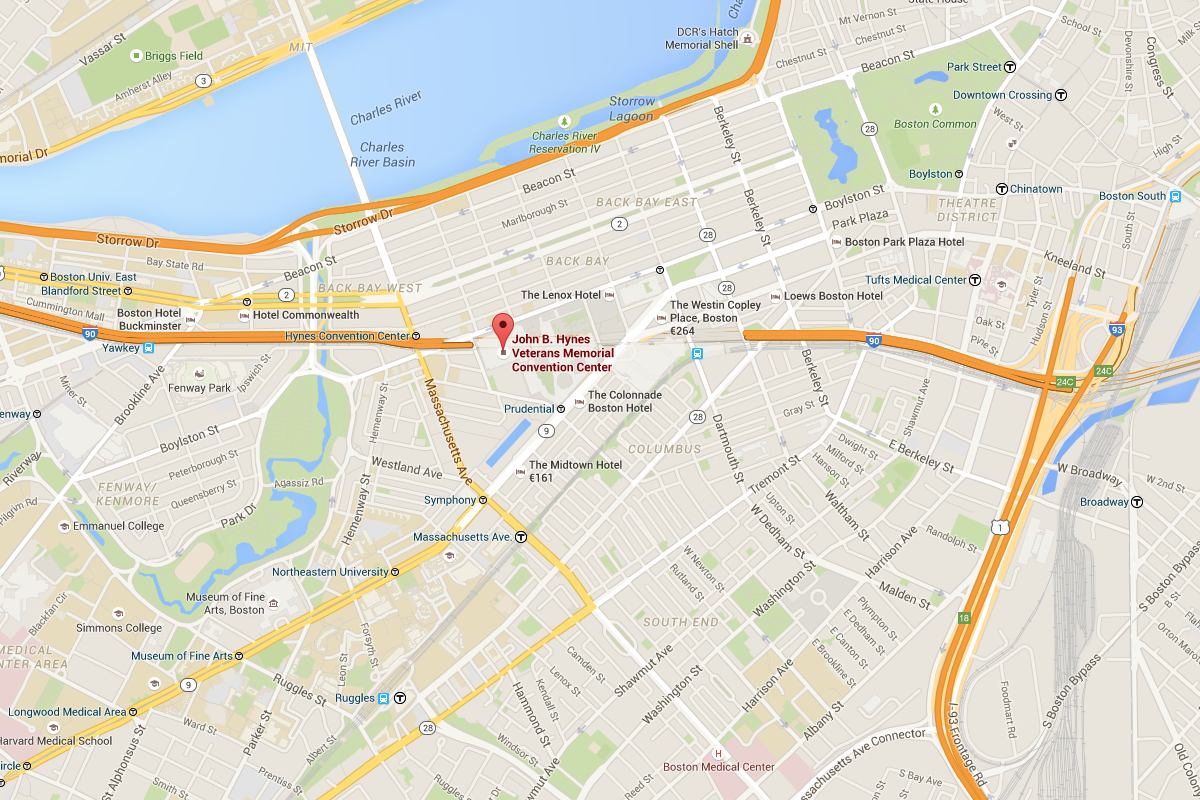 State House
Mt Vernon St
School St
Milk St
Vassar St
MIT
DCR's Hatch
Memorial Shell
Chestnut St
Chestnut St
Beacon St
Devonshire St
Congress St
Briggs Field
Park Street
Amherst Alley
3
Charles River
Storrow
Lagoon
Downtown Crossing
Berkeley St
Boston Common
West St
28
Charles River
Reservation IV
Charles
River Basin
High St
Beacon St
Boylston
Chinatown
Boston South
BACK BAY EAST
Berkeley St
Boylston St
THEATRE
DISTRICT
Marlborough St
2
Park Plaza
South St
Storrow Dr
Storrow Dr
28
Boston Park Plaza Hotel
Bay State Rd
Beacon St
BACK BAY
Kneeland St
Boston Univ. East
Blandford Street
BACK BAY WEST
2
28
Tufts Medical Center
Tyler St
Cummington Mall
The Lenox Hotel
Loews Boston Hotel
Hudson St
Boston Hotel
Buckminster
Hotel Commonwealth
The Westin Copley
Place, Boston
€264
Oak St
90
Hynes Convention Center
John B. Hynes
Veterans Memorial
Convention Center
90
Pine St
93
Yawkey
Ipswich St
Fenway Park
Berkeley St
24C
24C
Miner St
Brookline Ave
Massachusetts Ave
Hemenway St
Prudential
The Colonnade
Boston Hotel
28
Gray St
Shawmut Ave
Boylston St
9
COLUMBUS
Dartmouth St
Dwight St
E Berkeley St
Riverway
Peterborough St
Westland Ave
The Midtown Hotel
€161
Tremont St
Milford St
Hanson St
W Broadway
W 2nd St
FENWAY/
KENMORE
Queensberry St
Agassiz Rd
Symphony
Upton St
Waltham St
Broadway
Pilgrim Rd
Park Dr
Hemenway St
W Dedham St
1
Emmanuel College
Massachusetts Ave.
Harrison Ave
Randolph St
Northeastern University
W Newton St
Rutland St
Washington St
Malden St
S Boston Bypass
Museum of Fine
Arts, Boston
Blackfan Cir
Simmons College
SOUTH END
Plympton St
E Dedham St
E Canton St
E Brookline St
18
B St
Forsyth St
Museum of Fine Arts
Leon St
Camden St
Lenox St
Shawmut Ave
Orton
9
Ruggles St
Ruggles
Kendall St
Hammond St
Washington St
Harrison Ave
S Boston Bypass
Foodmart Rd
Longwood Medical Area
Parker St
28
Albany St
I-93 Frontage Rd
Ward St
Albert St
Windsor St
Massachusetts Ave Connector
Harvard Medical School
Boston Medical Center
Prentiss St
Reed St
S Bay Ave
Old Colony